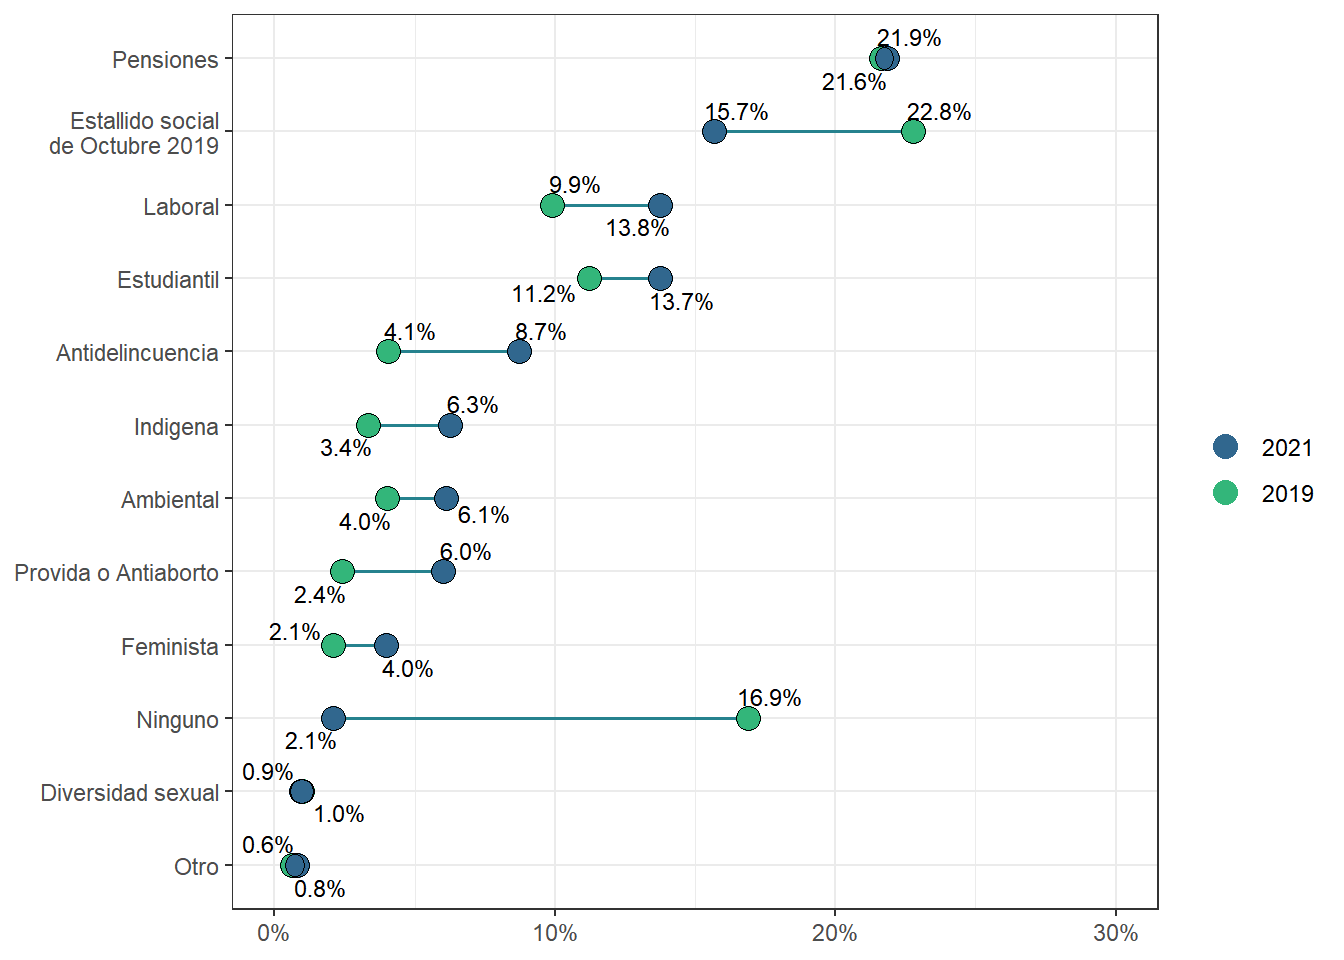 21.9%
Pensiones
21.6%
15.7%
22.8%
Estallido social
de Octubre 2019
9.9%
Laboral
13.8%
Estudiantil
11.2%
13.7%
4.1%
8.7%
Antidelincuencia
6.3%
Indigena
3.4%
Ambiental
4.0%
6.1%
6.0%
Provida o Antiaborto
2.4%
2.1%
Feminista
4.0%
16.9%
Ninguno
2.1%
0.9%
Diversidad sexual
1.0%
0.6%
Otro
0.8%
0%
10%
20%
30%
2021
2019